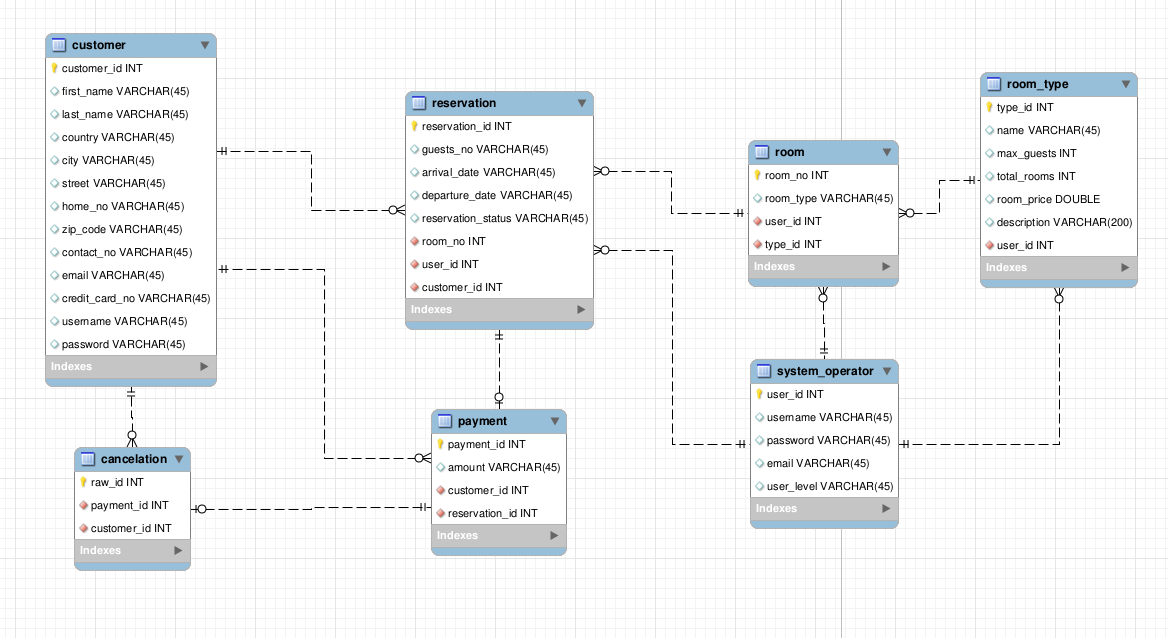 customer
customer_id INT
first_name VARCHAR(45)
last_name VARCHAR(45)
country VARCHAR(45)
city VARCHAR(45)
street VARCHAR(45)
home_no VARCHAR(45)
zip_code VARCHAR(45)
contact_no VARCHAR(45)
email VARCHAR(45)
credit_card_no VARCHAR(45)
username VARCHAR(45)
password VARCHAR(45)
Indexes
cancelation
raw_id INT
payment_id INT
customer_id INT
Indexes
reservation
reservation_id INT
guests_no VARCHAR(45)
arrival_date VARCHAR(45)
departure_date VARCHAR(45)
reservation_status VARCHAR(45)
room_no INT
user_id INT
customer_id INT
Indexes
payment
payment_id INT
amount VARCHAR(45)
customer_id INT
reservation_id INT
Indexes
room
room_no INT
room_type VARCHAR(45)
user_id INT
type_id INT
Indexes
system_operator
user_id INT
username VARCHAR(45)
password VARCHAR(45)
email VARCHAR(45)
user_level VARCHAR(45)
Indexes
room_type
type_id INT
name VARCHAR(45)
max_guests INT
total_rooms INT
room_price DOUBLE
description VARCHAR(200)
user_id INT
Indexes